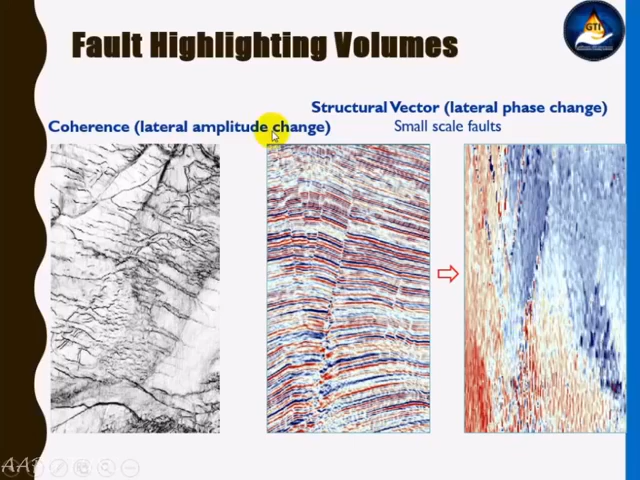 Fault Highlighting Volumes
GTI
Structural Vector (lateral phase change)
Coherence (lateral amplitude change)
Small scale faults